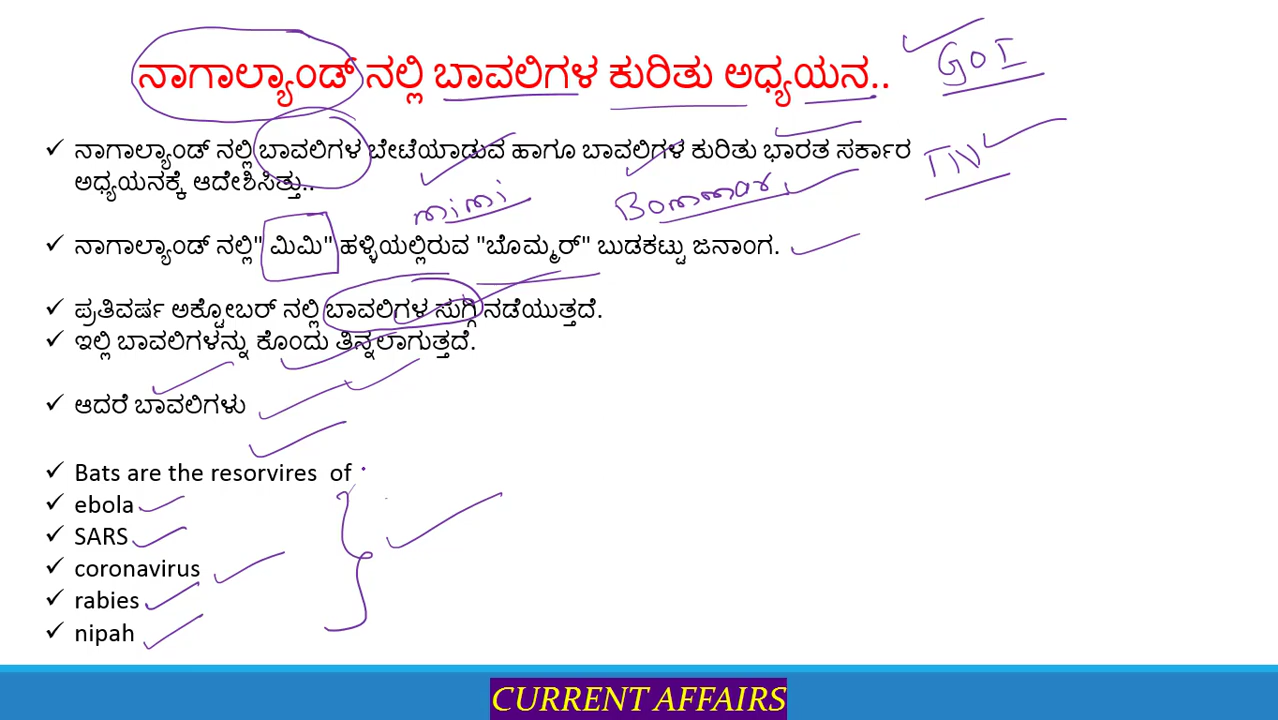 ನಾಗಾಲ್ಯಾಂಡ್ ನಲ್ಲಿ ಬಾವಲಿಗಳ ಕುರಿತು ಅಧ್ಯಯನ..
GOI
✓ ನಾಗಾಲ್ಯಾಂಡ್ ನಲ್ಲಿ ಬಾವಲಿಗಳ ಬೇಟೆಯಾಡುವ ಹಾಗೂ ಬಾವಲಿಗಳ ಕುರಿತು ಭಾರತ ಸರ್ಕಾರ
ಅಧ್ಯಯನಕ್ಕೆ ಆದೇಶಿಸಿತ್ತು..
mimi Bommar
✓ ನಾಗಾಲ್ಯಾಂಡ್ ನಲ್ಲಿ" ಮಿಮಿ" ಹಳ್ಳಿಯಲ್ಲಿರುವ "ಬೊಮ್ಮರ್" ಬುಡಕಟ್ಟು ಜನಾಂಗ.
✓ ಪ್ರತಿವರ್ಷ ಅಕ್ಟೋಬರ್ ನಲ್ಲಿ ಬಾವಲಿಗಳ ಸುಗ್ಗಿ ನಡೆಯುತ್ತದೆ.
✓ ಇಲ್ಲಿ ಬಾವಲಿಗಳನ್ನು ಕೊಂದು ತಿನ್ನಲಾಗುತ್ತದೆ.
✓ ಆದರೆ ಬಾವಲಿಗಳು
✓ Bats are the resorvires of
✓ ebola
✓ SARS
✓ coronavirus
✓ rabies
✓ nipah
CURRENT AFFAIRS